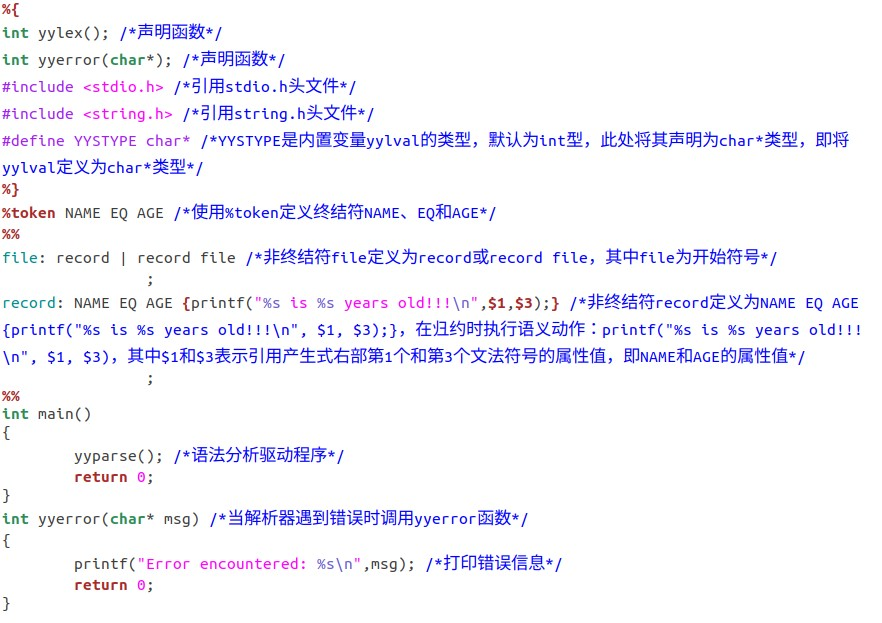 %{
int yylex(); /*声明函数*/
int yyerror(char*); /*声明函数*/
#include <stdio.h> /*引用stdio.h头文件*/
#include <string.h> /*引用string.h头文件*/
#define YYSTYPE char* /*YYSTYPE是内置变量yylval的类型，默认为int型，此处将其声明为char*类型，即将
yylval定义为char*类型*/
%}
%token NAME EQ AGE /*使用%token定义终结符NAME、EQ和AGE*/
%%
file: record | record file /*非终结符file定义为record或record file，其中file为开始符号*/
;
record: NAME EQ AGE {printf("%s is %s years old!!!\n",$1,$3);} /*非终结符record定义为NAME EQ AGE
{printf("%s is %s years old!!!\n", $1, $3);}，在归约时执行语义动作：printf("%s is %s years old!!!
\n", $1, $3)，其中$1和$3表示引用产生式右部第1个和第3个文法符号的属性值，即NAME和AGE的属性值*/
;
%%
int main()
{
yyparse(); /*语法分析驱动程序*/
return 0;
}
int yyerror(char* msg) /*当解析器遇到错误时调用yyerror函数*/
{
printf("Error encountered: %s\n",msg); /*打印错误信息*/
return 0;
}